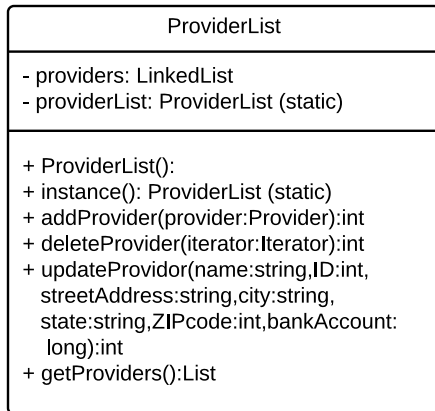 ProviderList
- providers: LinkedList
- providerList: ProviderList (static)
+ ProviderList():
+ instance(): ProviderList (static)
+ addProvider(provider:Provider):int
+ deleteProvider(iterator:Iterator):int
+ updateProvidor(name:string,ID:int,
streetAddress:string,city:string,
state:string,ZIPcode:int,bankAccount:
long):int
+ getProviders():List